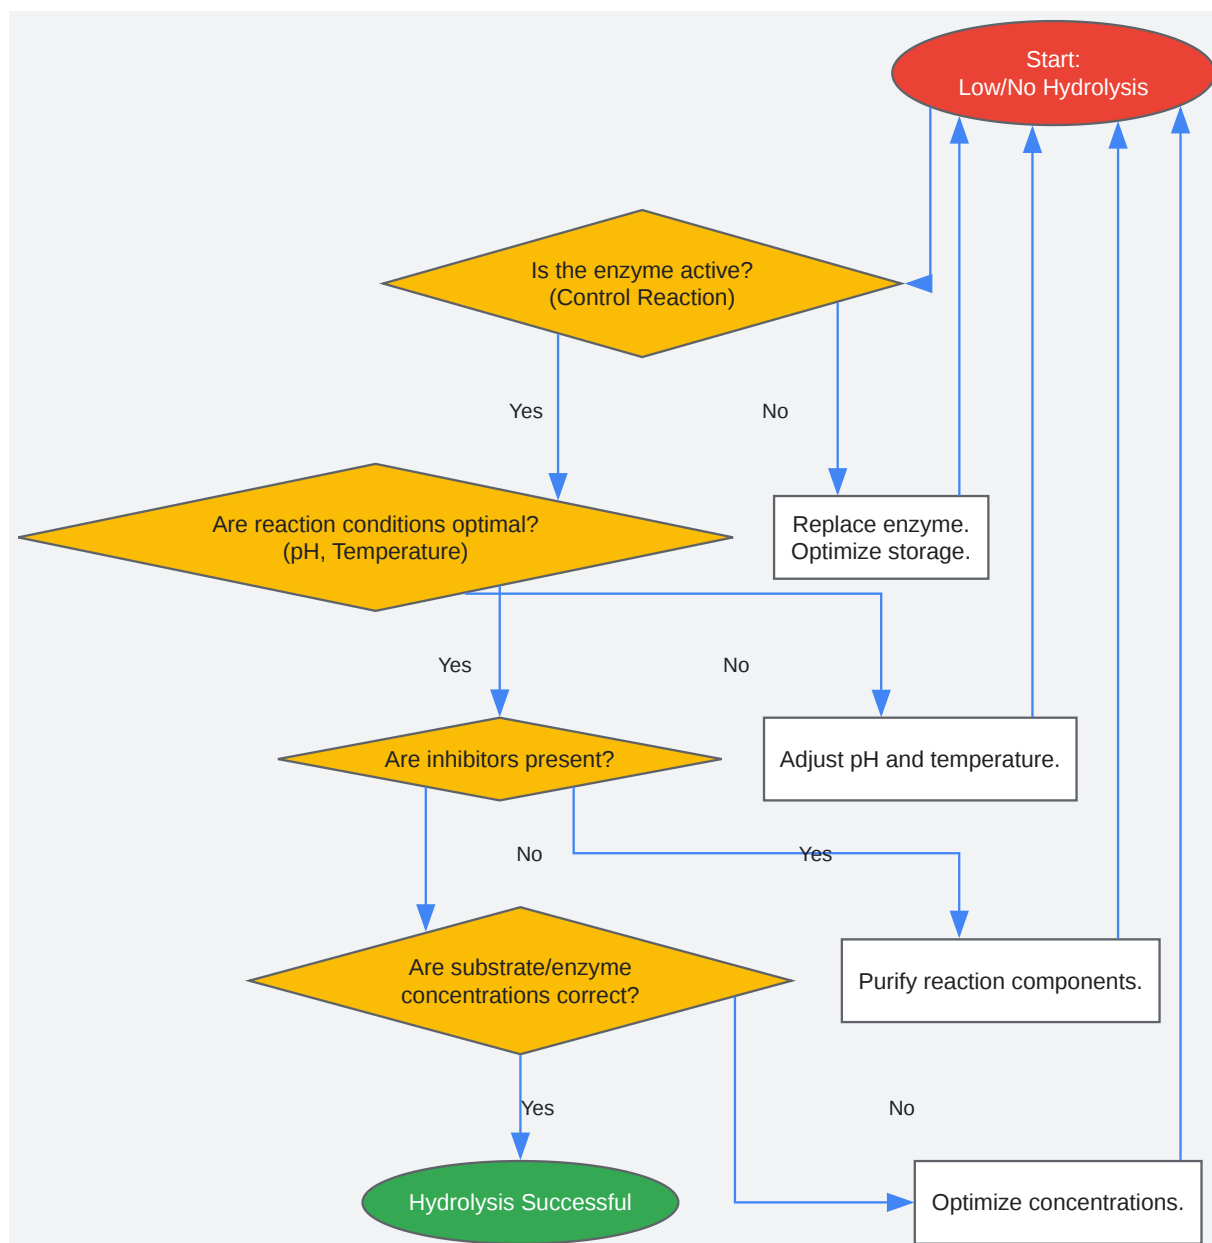 Start:
Low/No Hydrolysis
Is the enzyme active?
(Control Reaction)
Yes
No
Are reaction conditions optimal?
(pH, Temperature)
Replace enzyme.
Optimize storage.
Yes
No
Are inhibitors present?
Adjust pH and temperature.
No
Yes
Are substrate/enzyme
concentrations correct?
Purify reaction components.
Yes
No
Hydrolysis Successful
Optimize concentrations.